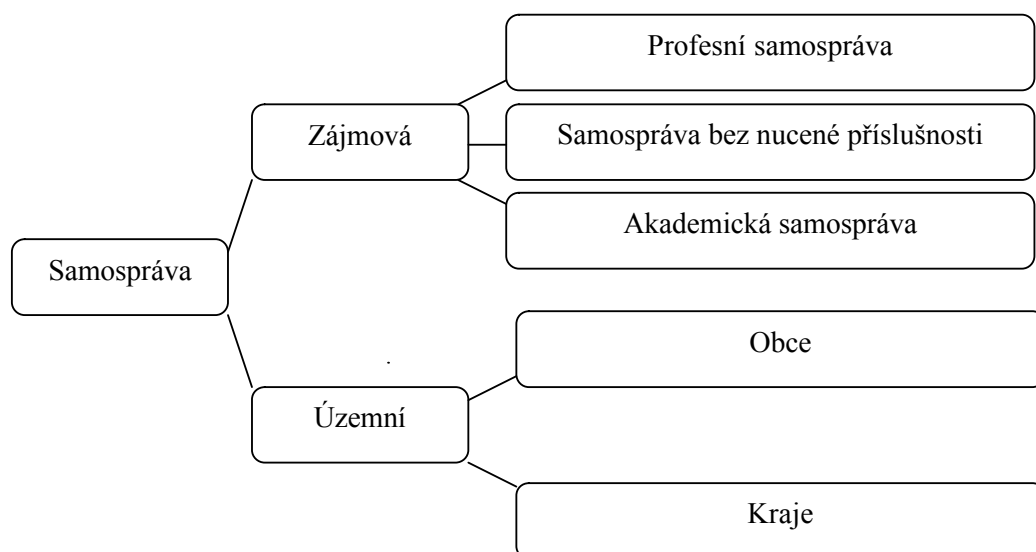 Profesní samospráva
Zájmová
Samospráva bez nucené příslušnosti
Akademická samospráva
Samospráva
Obce
Územní
Kraje